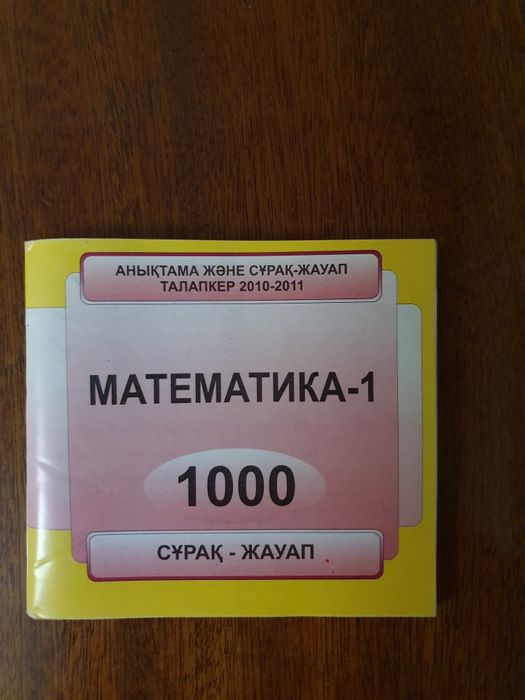 АНЫҚТАМА ЖӘНЕ СҰРАҚ-ЖАУАП
ТАЛАПКЕР 2010-2011
МАТЕМАТИКА-1
1000
СҰРАҚ - ЖАУАП